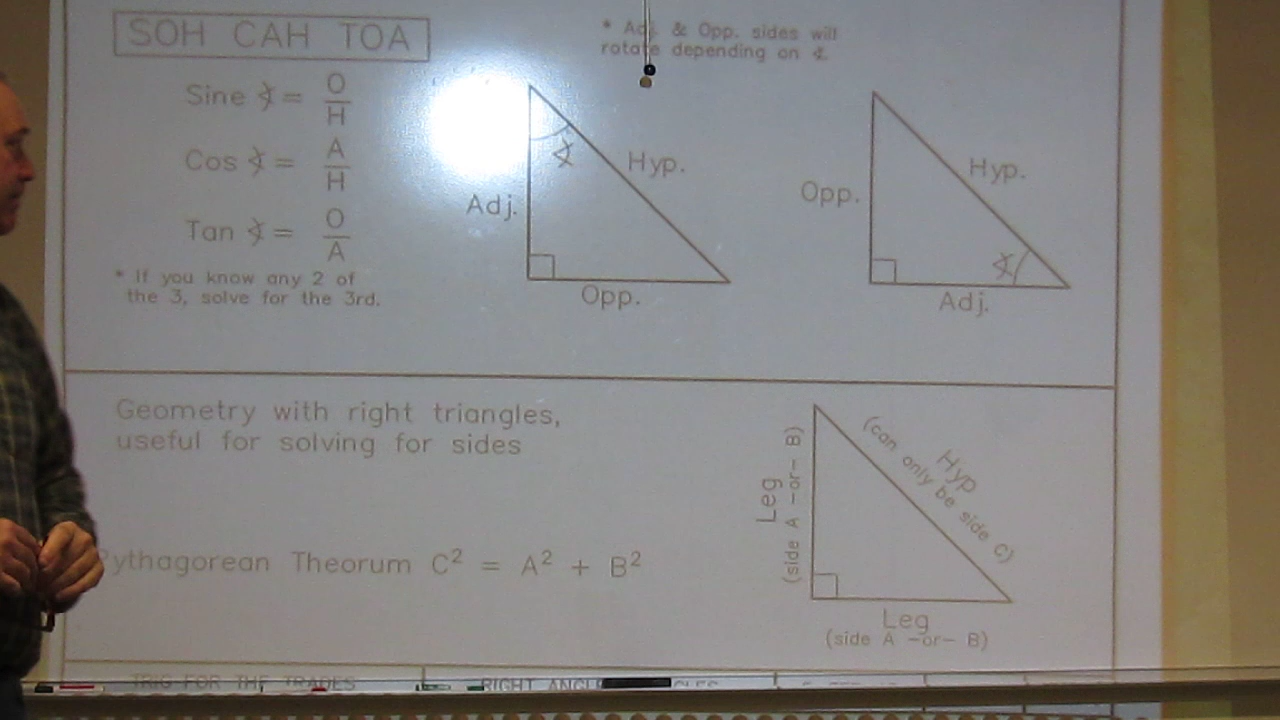 SOH CAH TOA
* Adj. & Opp. sides will
rotate depending on ∢.
Sine ∢ = O
H
Cos ∢ = A
H
Tan ∢ = O
A
* If you know any 2 of
the 3, solve for the 3rd.
∢
Hyp.
Adj.
Opp.
Hyp.
Opp.
∢
Adj.
Geometry with right triangles,
useful for solving for sides
Pythagorean Theorum C² = A² + B²
Leg
(side A -or- B)
Hyp
(can only be side C)
Leg
(side A -or- B)
TRIG FOR THE TRADES
RIGHT